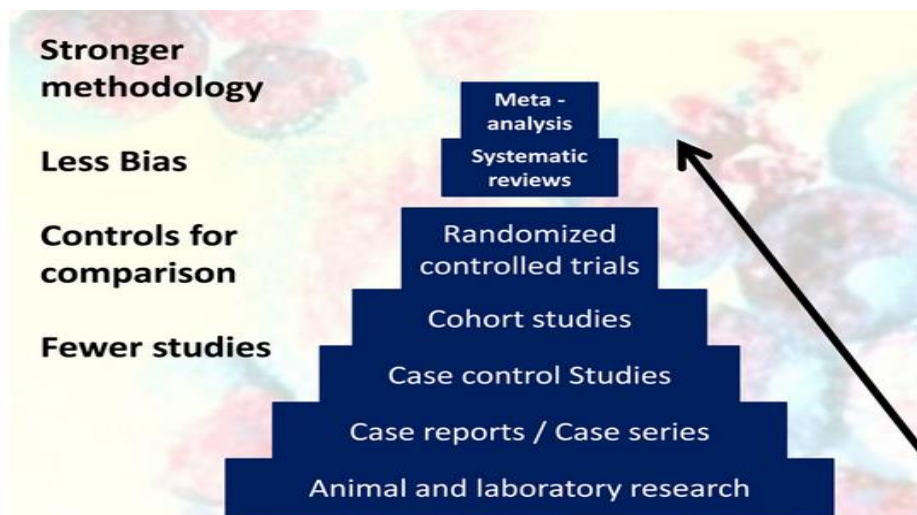 Stronger
methodology
Less Bias
Controls for
comparison
Fewer studies
Meta -
analysis
Systematic
reviews
Randomized
controlled trials
Cohort studies
Case control Studies
Case reports / Case series
Animal and laboratory research